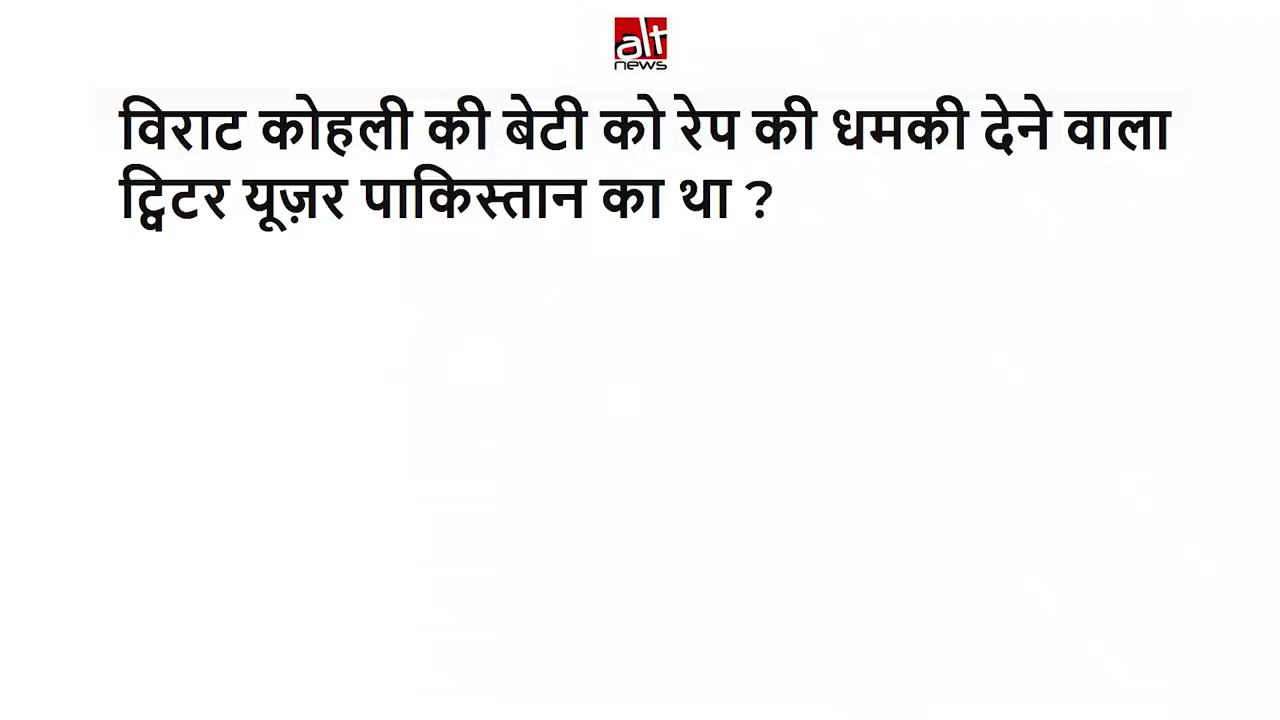 alt
news
विराट कोहली की बेटी को रेप की धमकी देने वाला
ट्विटर यूज़र पाकिस्तान का था ?